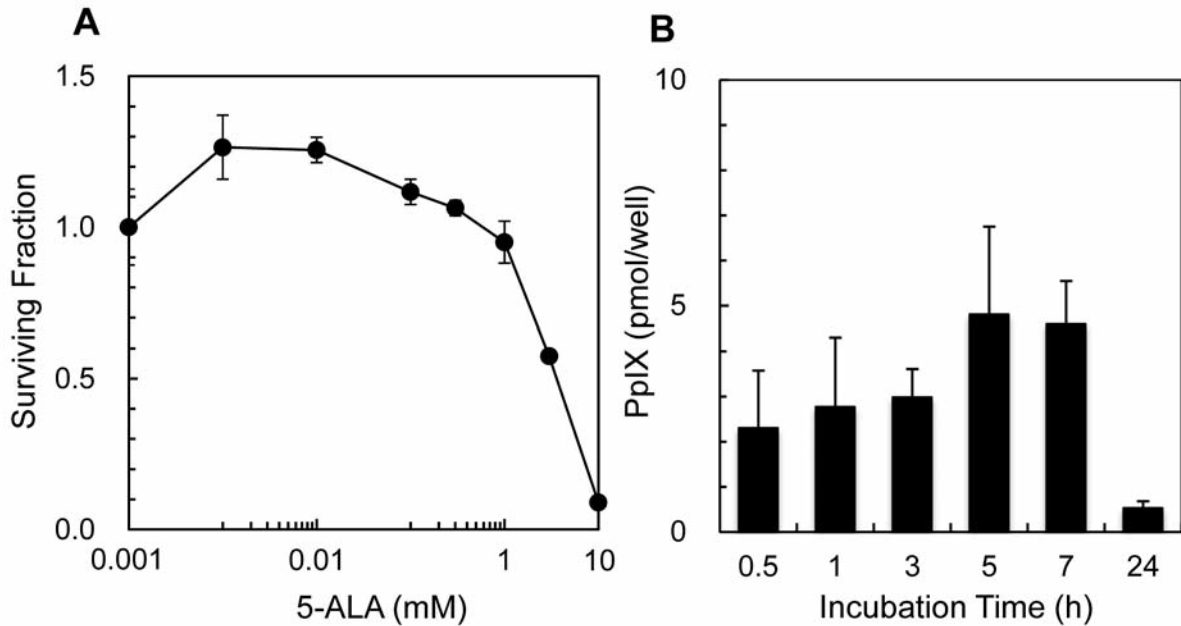 A
1.5
1.0
0.5
0.0
Surviving Fraction
0.001
0.01
1
10
5-ALA (mM)
B
10
5
0
PpIX (pmol/well)
0.5
1
3
5
7
24
Incubation Time (h)